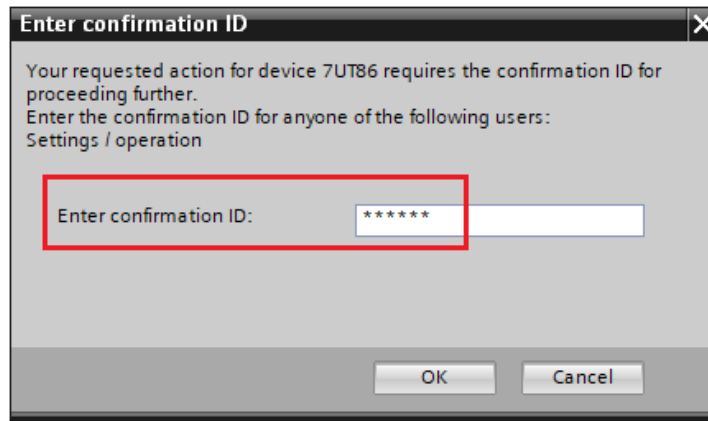 Enter confirmation ID
Your requested action for device 7UT86 requires the confirmation ID for
proceeding further.
Enter the confirmation ID for anyone of the following users:
Settings / operation
Enter confirmation ID: ******
OK Cancel